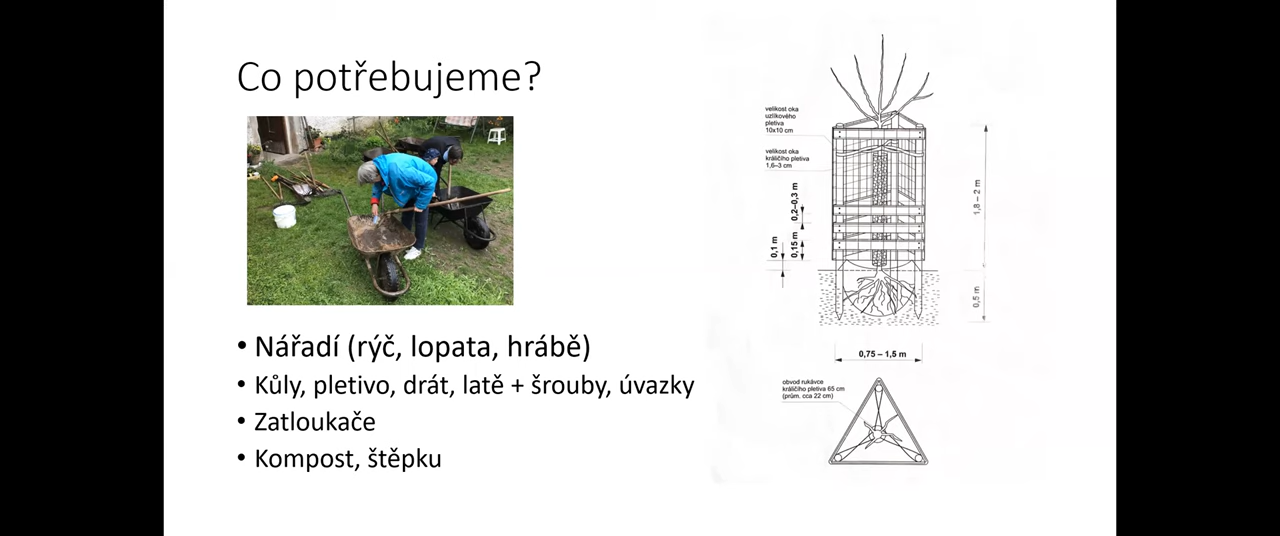 Co potřebujeme?
• Nářadí (rýč, lopata, hrábě)
• Kůly, pletivo, drát, latě + šrouby, úvazky
• Zatloukače
• Kompost, štěpku
velikost oka
uzlíkového
pletiva
10x10 cm
velikost oka
králičího pletiva
1,6–3 cm
0,2–0,3 m
0,15 m
0,1 m
1,8 – 2 m
0,5 m
0,75 – 1,5 m
obvod rukávce
králičího pletiva 65 cm
(prům. cca 22 cm)